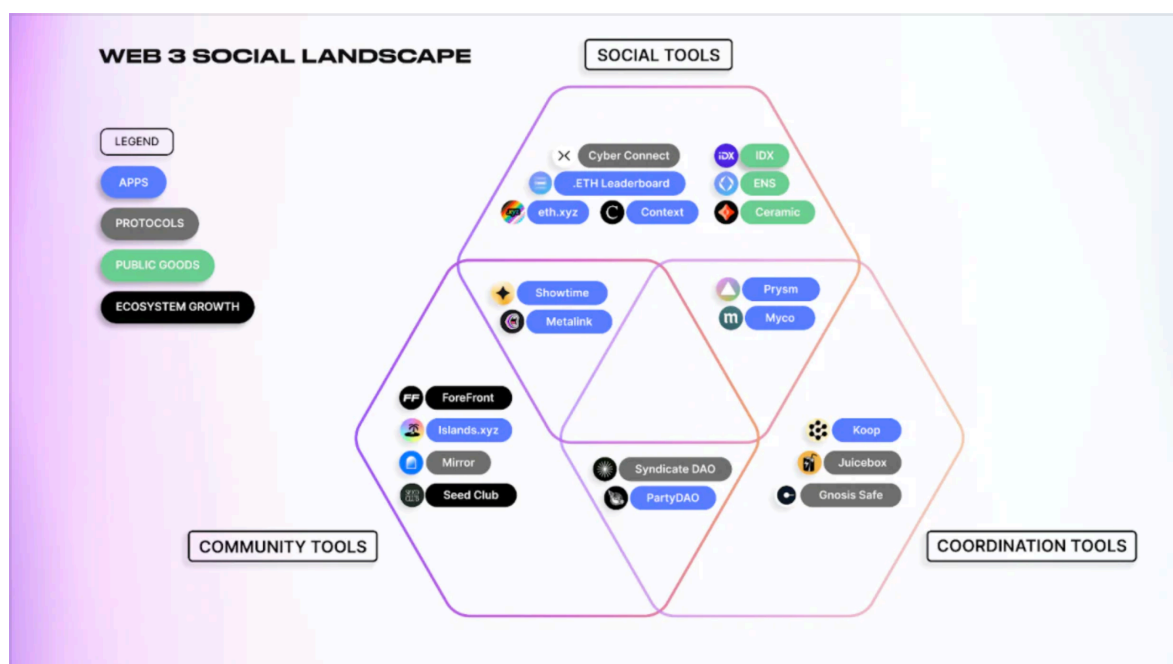 WEB 3 SOCIAL LANDSCAPE
SOCIAL TOOLS
LEGEND
APPS
PROTOCOLS
PUBLIC GOODS
ECOSYSTEM GROWTH
Cyber Connect
iDX IDX
.ETH Leaderboard
ENS
eth.xyz
C Context
Ceramic
Showtime
Metalink
Prysm
m Myco
FF ForeFront
Islands.xyz
Mirror
Seed Club
Syndicate DAO
PartyDAO
Koop
Juicebox
Gnosis Safe
COMMUNITY TOOLS
COORDINATION TOOLS